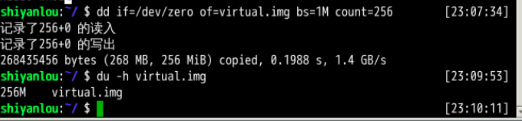 shiyanlou:~/ $ dd if=/dev/zero of=virtual.img bs=1M count=256 [23:07:34]
记录了256+0 的读入
记录了256+0 的写出
268435456 bytes (268 MB, 256 MiB) copied, 0.1988 s, 1.4 GB/s
shiyanlou:~/ $ du -h virtual.img [23:09:53]
256M virtual.img
shiyanlou:~/ $ [23:10:11]